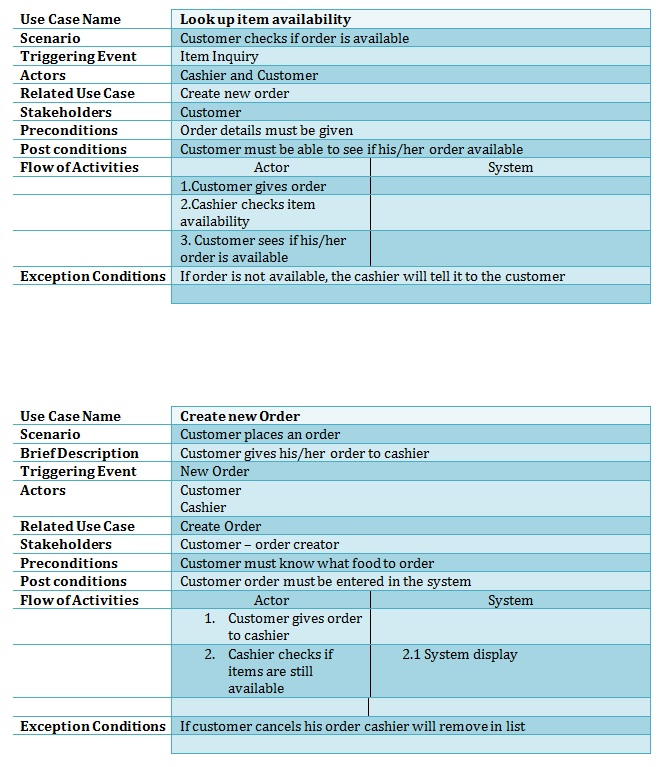 Use Case Name Look up item availability
Scenario Customer checks if order is available
Triggering Event Item Inquiry
Actors Cashier and Customer
Related Use Case Create new order
Stakeholders Customer
Preconditions Order details must be given
Post conditions Customer must be able to see if his/her order available
Flow of Activities Actor System
1.Customer gives order
2.Cashier checks item
availability
3. Customer sees if his/her
order is available
Exception Conditions If order is not available, the cashier will tell it to the customer
Use Case Name Create new Order
Scenario Customer places an order
Brief Description Customer gives his/her order to cashier
Triggering Event New Order
Actors Customer
Cashier
Related Use Case Create Order
Stakeholders Customer – order creator
Preconditions Customer must know what food to order
Post conditions Customer order must be entered in the system
Flow of Activities Actor System
1. Customer gives order
to cashier
2. Cashier checks if 2.1 System display
items are still
available
Exception Conditions If customer cancels his order cashier will remove in list